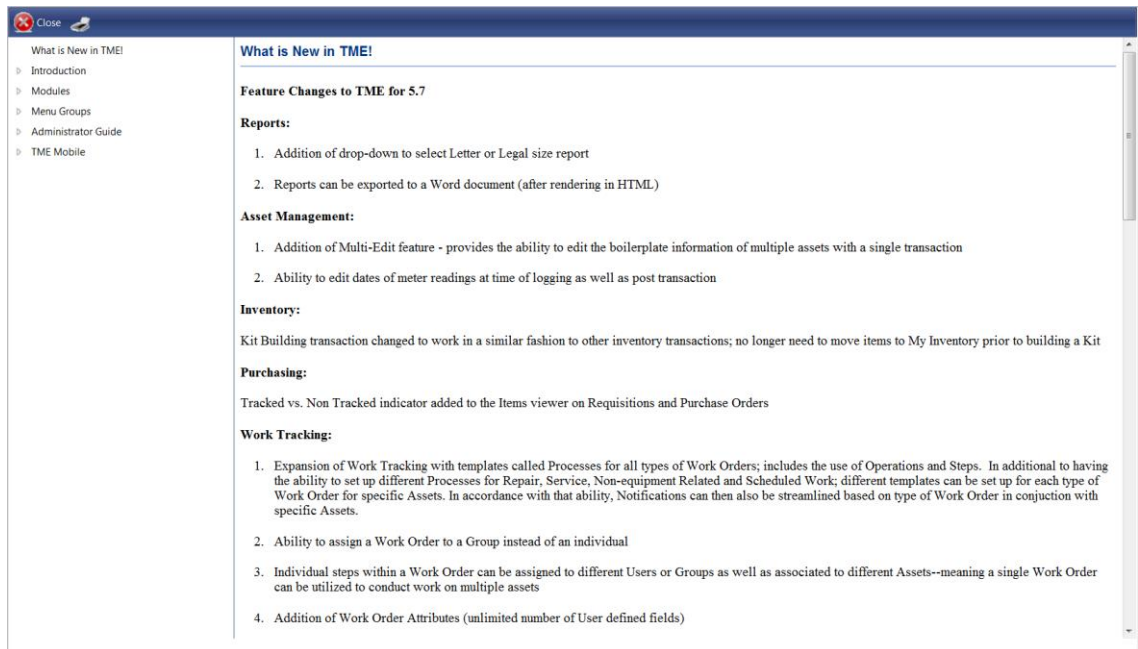 Close
What is New in TME!
Introduction
Modules
Menu Groups
Administrator Guide
TME Mobile
What is New in TME!
Feature Changes to TME for 5.7
Reports:
1. Addition of drop-down to select Letter or Legal size report
2. Reports can be exported to a Word document (after rendering in HTML)
Asset Management:
1. Addition of Multi-Edit feature - provides the ability to edit the boilerplate information of multiple assets with a single transaction
2. Ability to edit dates of meter readings at time of logging as well as post transaction
Inventory:
Kit Building transaction changed to work in a similar fashion to other inventory transactions; no longer need to move items to My Inventory prior to building a Kit
Purchasing:
Tracked vs. Non Tracked indicator added to the Items viewer on Requisitions and Purchase Orders
Work Tracking:
1. Expansion of Work Tracking with templates called Processes for all types of Work Orders; includes the use of Operations and Steps. In additional to having
the ability to set up different Processes for Repair, Service, Non-equipment Related and Scheduled Work; different templates can be set up for each type of
Work Order for specific Assets. In accordance with that ability, Notifications can then also be streamlined based on type of Work Order in conjuction with
specific Assets.
2. Ability to assign a Work Order to a Group instead of an individual
3. Individual steps within a Work Order can be assigned to different Users or Groups as well as associated to different Assets--meaning a single Work Order
can be utilized to conduct work on multiple assets
4. Addition of Work Order Attributes (unlimited number of User defined fields)